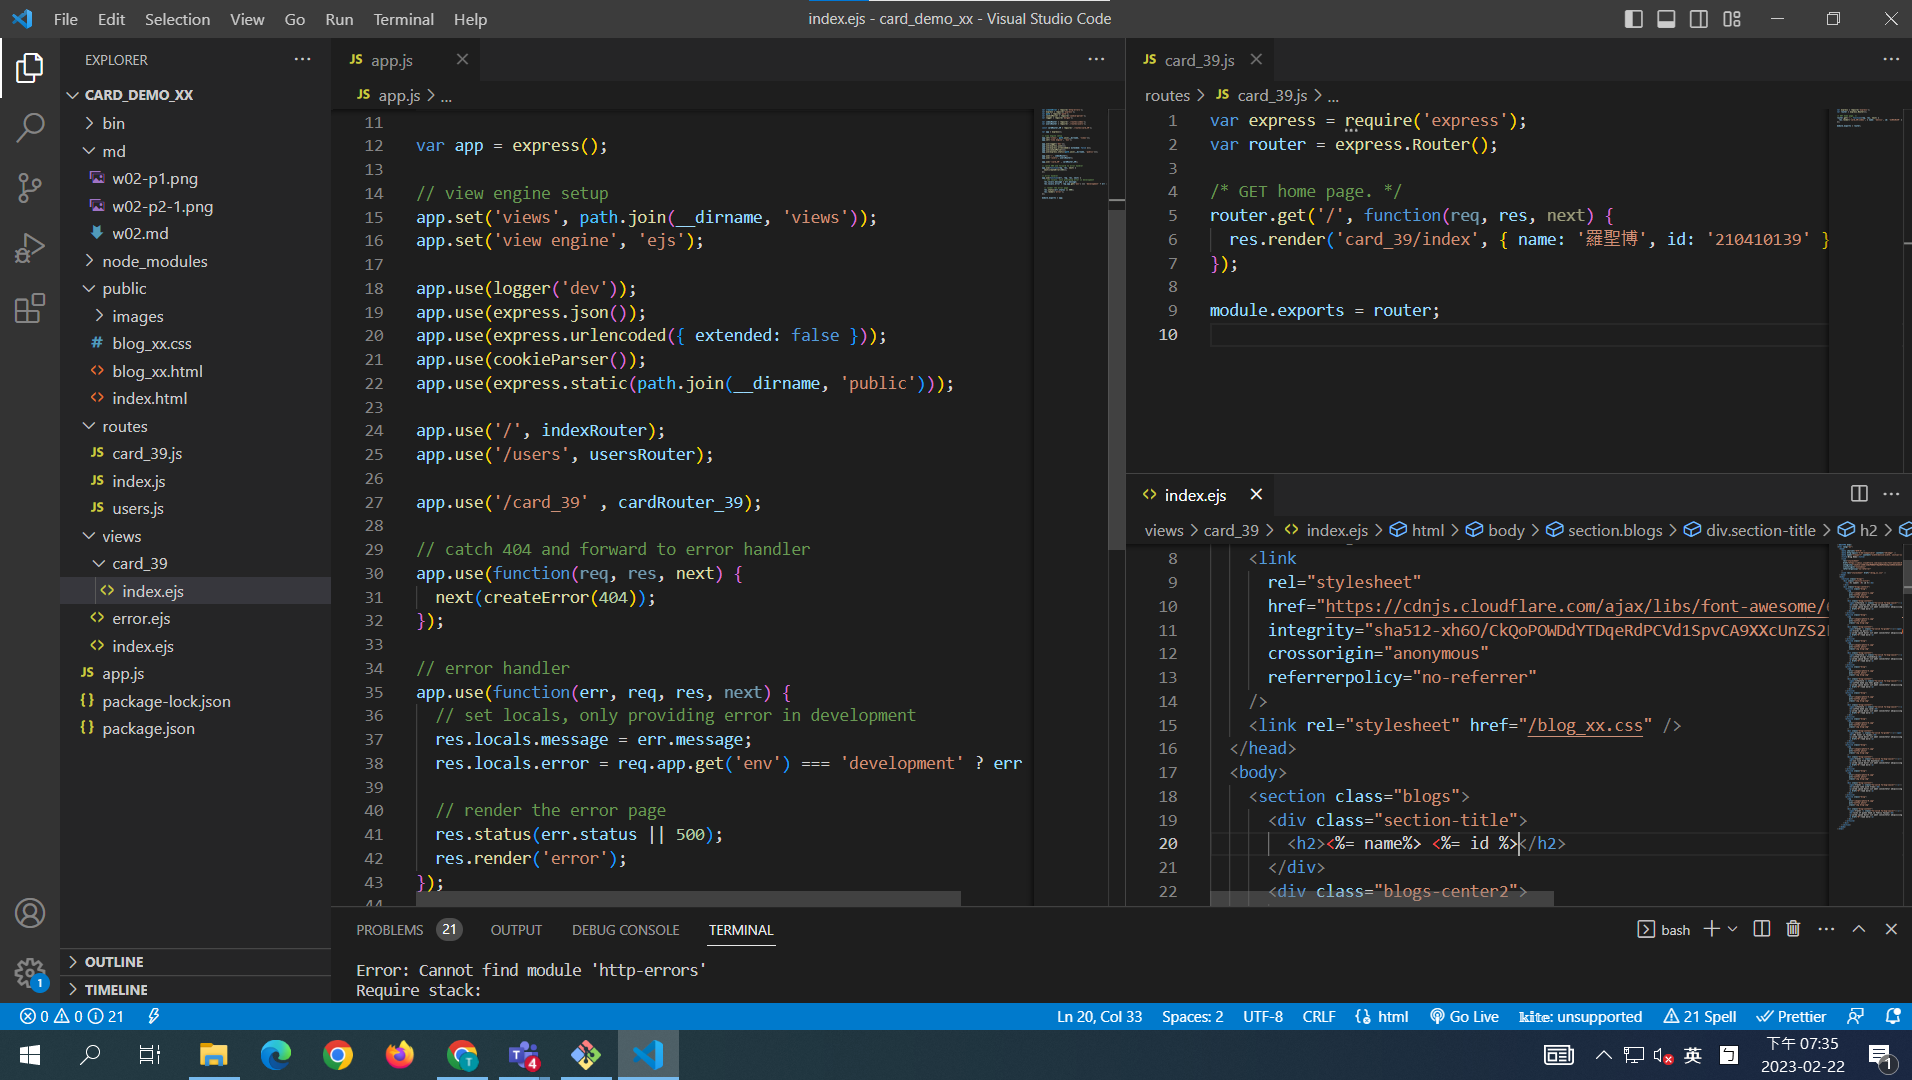 File Edit Selection View Go Run Terminal Help
index.ejs - card_demo_xx - Visual Studio Code
EXPLORER
CARD_DEMO_XX
bin
md
w02-p1.png
w02-p2-1.png
w02.md
node_modules
public
images
blog_xx.css
blog_xx.html
index.html
routes
card_39.js
index.js
users.js
views
card_39
index.ejs
error.ejs
index.ejs
app.js
package-lock.json
package.json
OUTLINE
TIMELINE
JS app.js
JS app.js > ...
11
12 var app = express();
13
14 // view engine setup
15 app.set('views', path.join(__dirname, 'views'));
16 app.set('view engine', 'ejs');
17
18 app.use(logger('dev'));
19 app.use(express.json());
20 app.use(express.urlencoded({ extended: false }));
21 app.use(cookieParser());
22 app.use(express.static(path.join(__dirname, 'public')));
23
24 app.use('/', indexRouter);
25 app.use('/users', usersRouter);
26
27 app.use('/card_39' , cardRouter_39);
28
29 // catch 404 and forward to error handler
30 app.use(function(req, res, next) {
31 next(createError(404));
32 });
33
34 // error handler
35 app.use(function(err, req, res, next) {
36 // set locals, only providing error in development
37 res.locals.message = err.message;
38 res.locals.error = req.app.get('env') === 'development' ? err
39
40 // render the error page
41 res.status(err.status || 500);
42 res.render('error');
43 });
44
JS card_39.js
routes > JS card_39.js > ...
1 var express = require('express');
2 var router = express.Router();
3
4 /* GET home page. */
5 router.get('/', function(req, res, next) {
6 res.render('card_39/index', { name: '羅聖博', id: '210410139' }
7 });
8
9 module.exports = router;
10
index.ejs
views > card_39 > index.ejs > html > body > section.blogs > div.section-title > h2 >
8 <link
9 rel="stylesheet"
10 href="https://cdnjs.cloudflare.com/ajax/libs/font-awesome/
11 integrity="sha512-xh6O/CkQoPOWDdYTDqeRdPCVd1SpvCA9XXcUnZS2
12 crossorigin="anonymous"
13 referrerpolicy="no-referrer"
14 />
15 <link rel="stylesheet" href="/blog_xx.css" />
16 </head>
17 <body>
18 <section class="blogs">
19 <div class="section-title">
20 <h2><%= name%> <%= id %></h2>
21 </div>
22 <div class="blogs-center2">
PROBLEMS 21 OUTPUT DEBUG CONSOLE TERMINAL
bash
Error: Cannot find module 'http-errors'
Require stack:
0 0 21
Ln 20, Col 33 Spaces: 2 UTF-8 CRLF html Go Live kite: unsupported 21 Spell Prettier
英
下午 07:35
2023-02-22